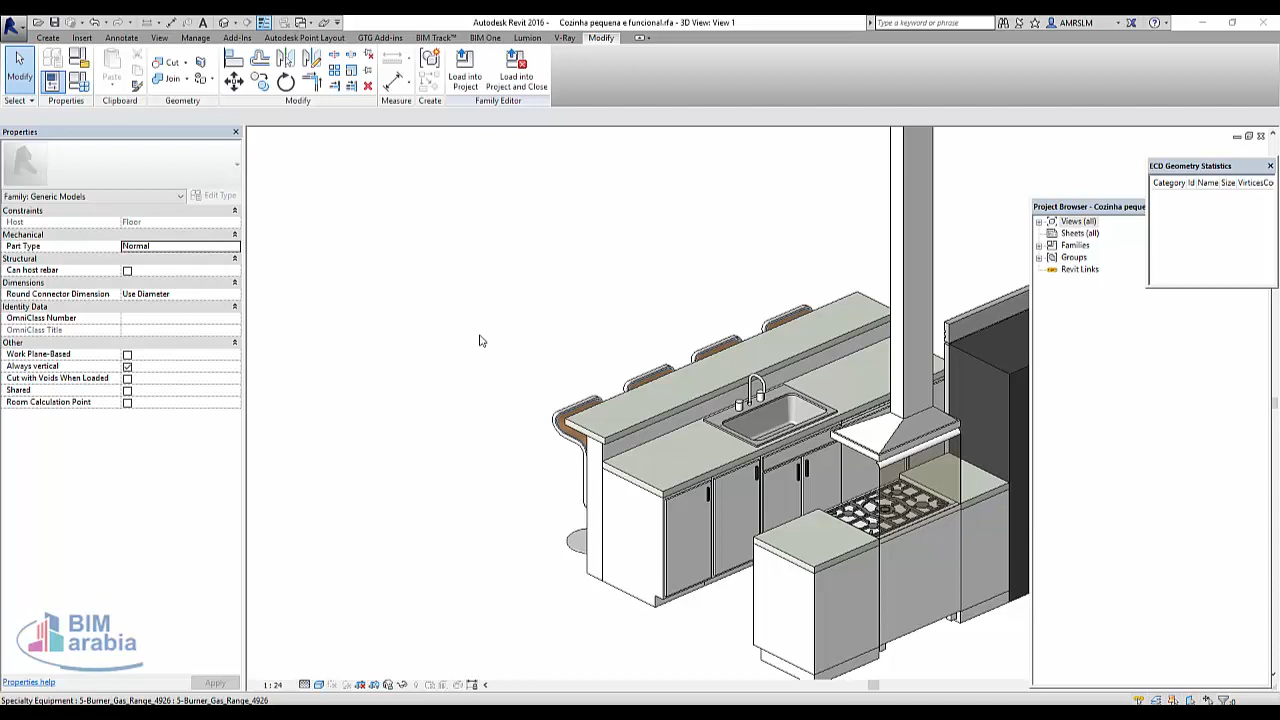 Autodesk Revit 2016 - Cozinha pequena e funcional.rfa - 3D View: View 1
Type a keyword or phrase
AMRSLM
Create Insert Annotate View Manage Add-Ins Autodesk Point Layout GTG Add-ins BIM Track™ BIM One Lumion V-Ray Modify
Modify
Paste
Cut
Join
Load into
Project
Load into
Project and Close
Select Properties Clipboard Geometry Modify Measure Create Family Editor
Properties
Family: Generic Models
Edit Type
Constraints
Host Floor
Mechanical
Part Type Normal
Structural
Can host rebar
Dimensions
Round Connector Dimension Use Diameter
Identity Data
OmniClass Number
OmniClass Title
Other
Work Plane-Based
Always vertical
Cut with Voids When Loaded
Shared
Room Calculation Point
Properties help
Apply
BIM
arabia
ECD Geometry Statistics
Category Id Name Size VirticesCo
Project Browser - Cozinha peque
Views (all)
Sheets (all)
Families
Groups
Revit Links
1 : 24
Specialty Equipment : 5-Burner_Gas_Range_4926 : 5-Burner_Gas_Range_4926
:0